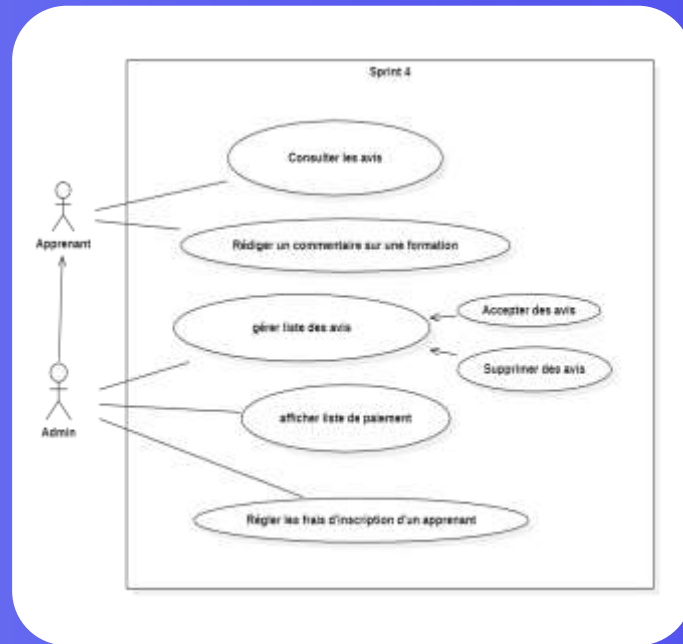 Sprint 4
Consulter les avis
Apprenant
Rédiger un commentaire sur une formation
gérer liste des avis
Accepter des avis
Supprimer des avis
Admin
afficher liste de paiement
Régler les frais d'inscription d'un apprenant